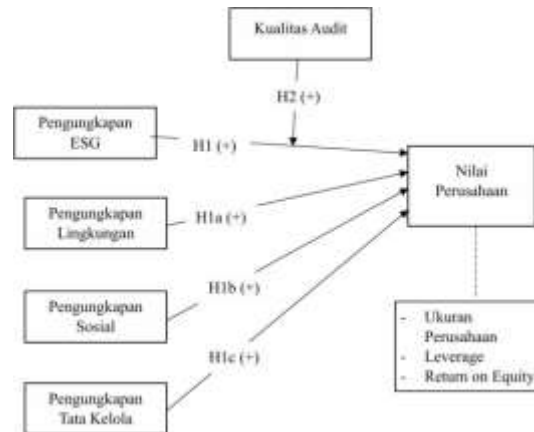 Kualitas Audit
H2 (+)
Pengungkapan
ESG
H1 (+)
Nilai
Perusahaan
Pengungkapan
Lingkungan
H1a (+)
Pengungkapan
Sosial
H1b (+)
- Ukuran
Perusahaan
- Leverage
- Return on Equity
H1c (+)
Pengungkapan
Tata Kelola